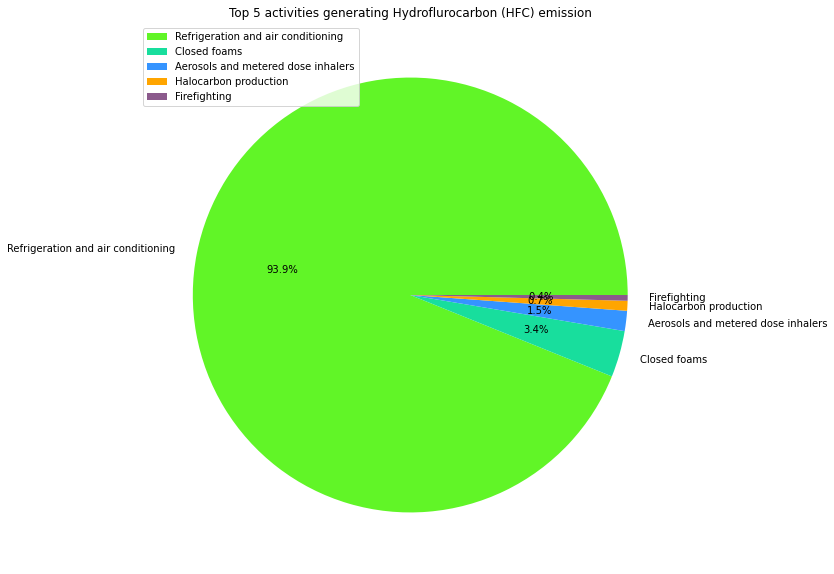 Top 5 activities generating Hydroflurocarbon (HFC) emission
Refrigeration and air conditioning
Closed foams
Aerosols and metered dose inhalers
Halocarbon production
Firefighting
Refrigeration and air conditioning
93.9%
0.4%
Firefighting
0.7%
Halocarbon production
1.5%
Aerosols and metered dose inhalers
3.4%
Closed foams